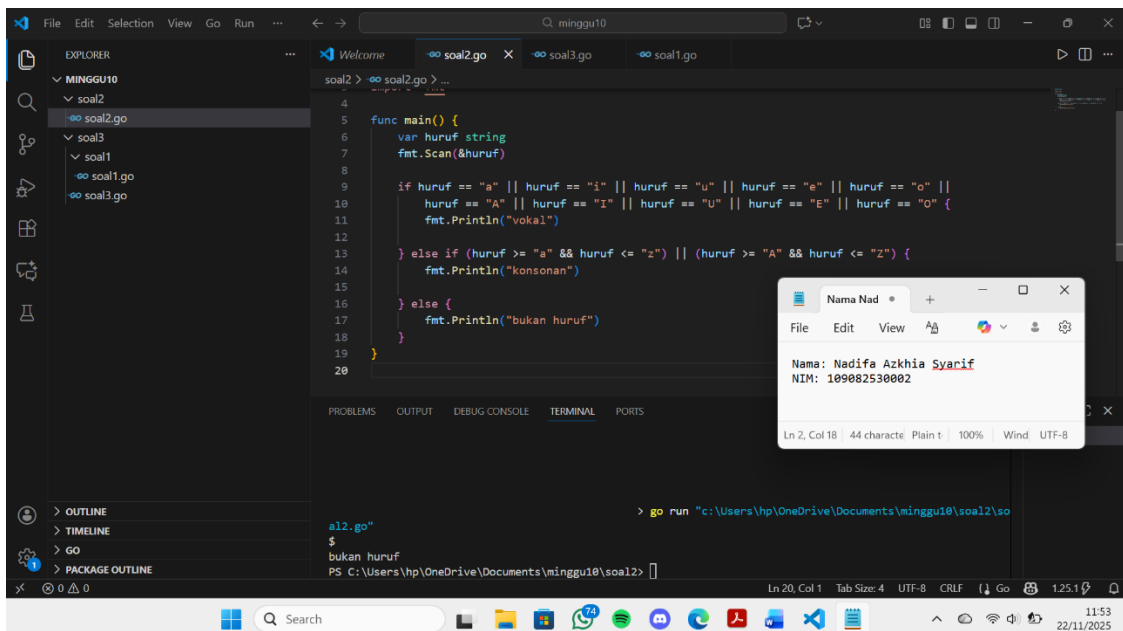 File Edit Selection View Go Run ... minggu10
EXPLORER ...
MINGGU10
soal2
soal2.go
soal3
soal1
soal1.go
soal3.go
OUTLINE
TIMELINE
GO
PACKAGE OUTLINE
Welcome soal2.go soal3.go soal1.go
soal2 > soal2.go > ...
4
5 func main() {
6 var huruf string
7 fmt.Scan(&huruf)
8
9 if huruf == "a" || huruf == "i" || huruf == "u" || huruf == "e" || huruf == "o" ||
10 huruf == "A" || huruf == "I" || huruf == "U" || huruf == "E" || huruf == "O" {
11 fmt.Println("vokal")
12
13 } else if (huruf >= "a" && huruf <= "z") || (huruf >= "A" && huruf <= "Z") {
14 fmt.Println("konsonan")
15
16 } else {
17 fmt.Println("bukan huruf")
18 }
19 }
20
Nama Nad
File Edit View
Nama: Nadifa Azkhia Syarif
NIM: 109082530002
Ln 2, Col 18 44 characte Plain t 100% Wind UTF-8
PROBLEMS OUTPUT DEBUG CONSOLE TERMINAL PORTS
> go run "c:\Users\hp\OneDrive\Documents\minggu10\soal2\so
al2.go"
$
bukan huruf
PS C:\Users\hp\OneDrive\Documents\minggu10\soal2>
1
0 0 Ln 20, Col 1 Tab Size: 4 UTF-8 CRLF Go 1.25.1
Search 74 11:53
22/11/2025